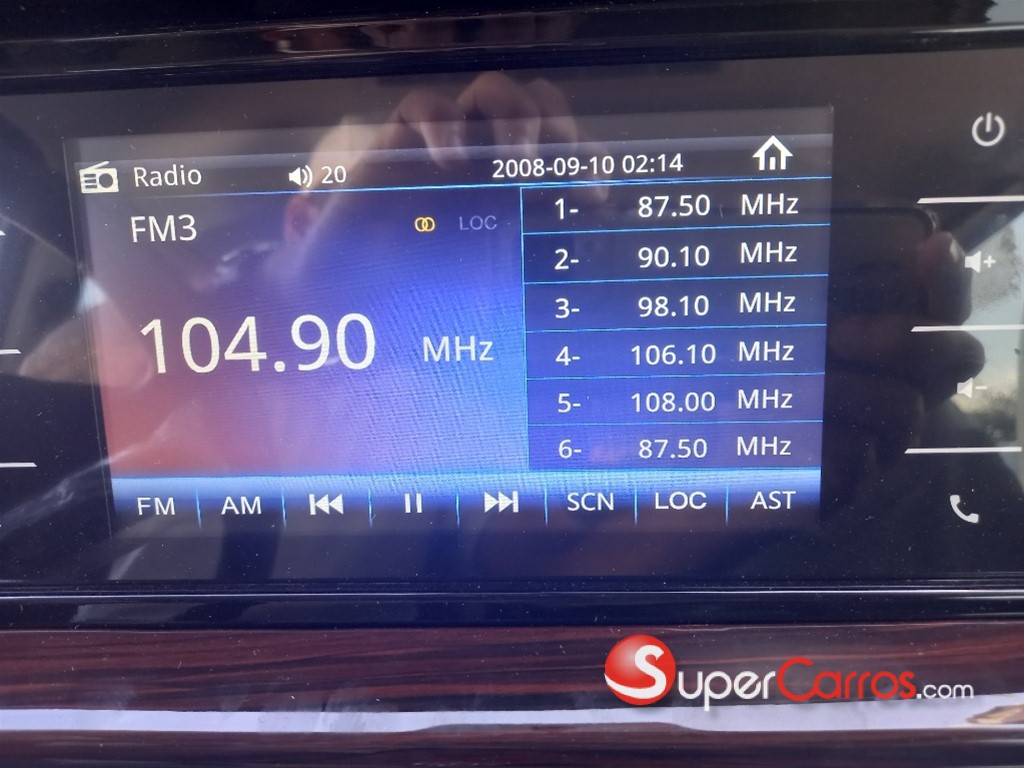 Radio 20 2008-09-10 02:14
FM3 LOC
104.90 MHz
1- 87.50 MHz
2- 90.10 MHz
3- 98.10 MHz
4- 106.10 MHz
5- 108.00 MHz
6- 87.50 MHz
FM AM SCN LOC AST
SuperCarros.com